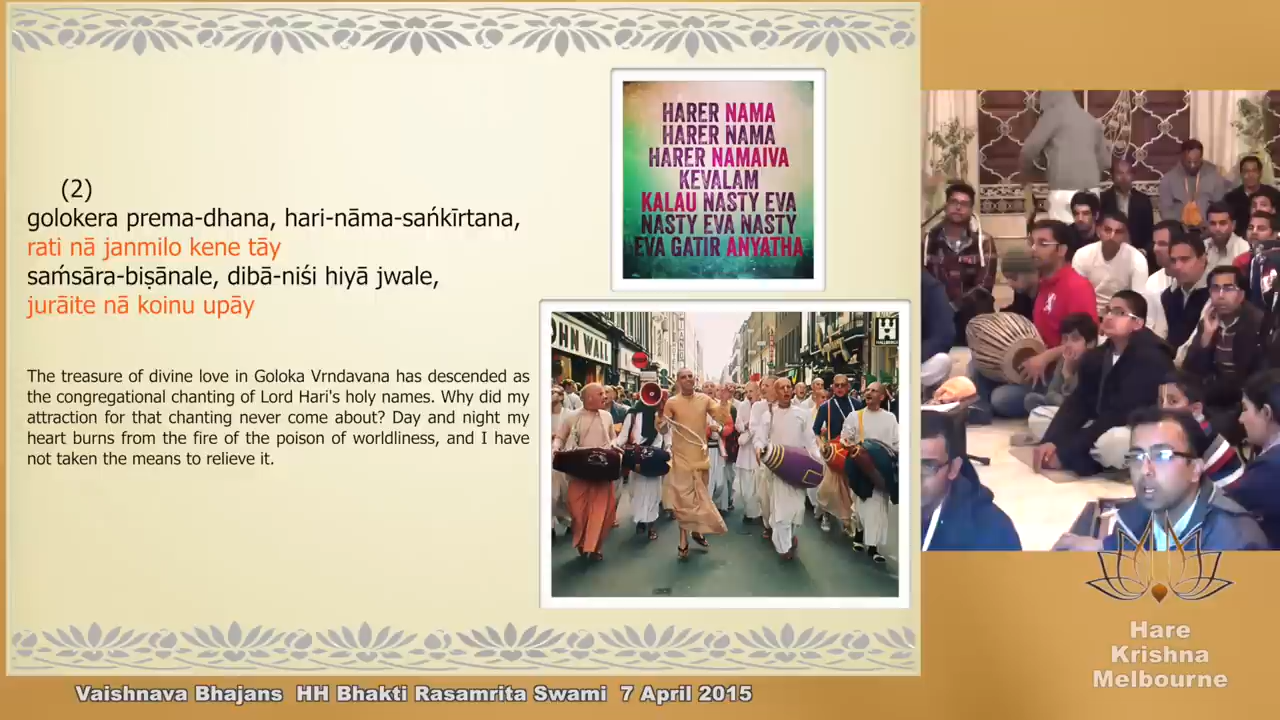 (2)
golokera prema-dhana, hari-nāma-sańkīrtana,
rati nā janmilo kene tāy
saḿsāra-biṣānale, dibā-niśi hiyā jwale,
jurāite nā koinu upāy
The treasure of divine love in Goloka Vrndavana has descended as
the congregational chanting of Lord Hari's holy names. Why did my
attraction for that chanting never come about? Day and night my
heart burns from the fire of the poison of worldliness, and I have
not taken the means to relieve it.
HARER NAMA
HARER NAMA
HARER NAMAIVA
KEVALAM
KALAU NASTY EVA
NASTY EVA NASTY
EVA GATIR ANYATHA
OHN WALL
Hare
Krishna
Melbourne
Vaishnava Bhajans HH Bhakti Rasamrita Swami 7 April 2015